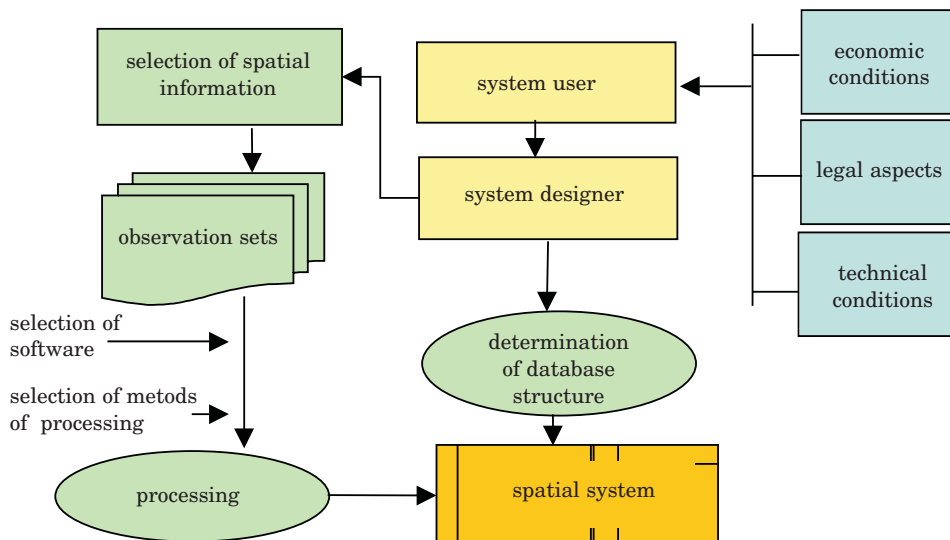 selection of spatial
information
system user
economic
conditions
system designer
legal aspects
observation sets
technical
conditions
selection of
software
determination
of database
structure
selection of metods
of processing
processing
spatial system